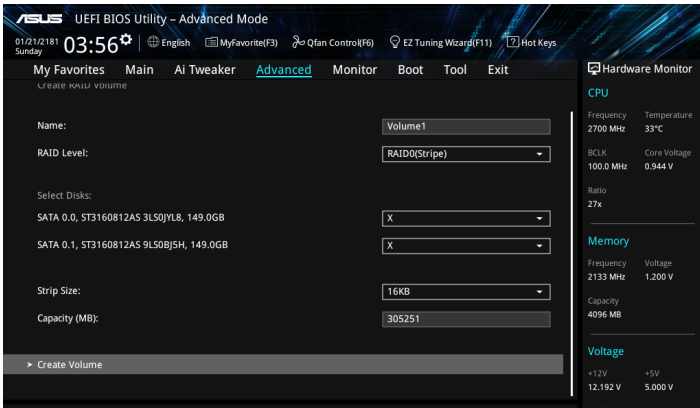 ASUS UEFI BIOS Utility – Advanced Mode
01/21/2181
Sunday
03:56
English
MyFavorite(F3)
Qfan Control(F6)
EZ Tuning Wizard(F11)
? Hot Keys
My Favorites Main Ai Tweaker Advanced Monitor Boot Tool Exit
Create RAID Volume
Name: Volume1
RAID Level: RAID0(Stripe)
Select Disks:
SATA 0.0, ST3160812AS 3LS0JYL8, 149.0GB X
SATA 0.1, ST3160812AS 9LS0BJ5H, 149.0GB X
Strip Size: 16KB
Capacity (MB): 305251
> Create Volume
Hardware Monitor
CPU
Frequency Temperature
2700 MHz 33°C
BCLK Core Voltage
100.0 MHz 0.944 V
Ratio
27x
Memory
Frequency Voltage
2133 MHz 1.200 V
Capacity
4096 MB
Voltage
+12V +5V
12.192 V 5.000 V